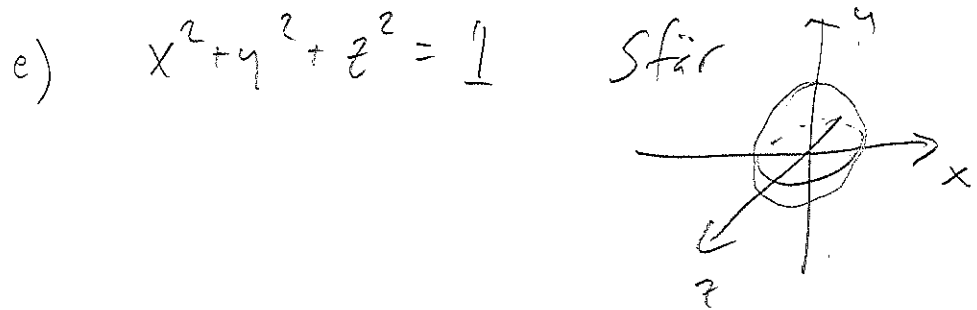 e) x² + y² + z² = 1 Sfär
y
x
z